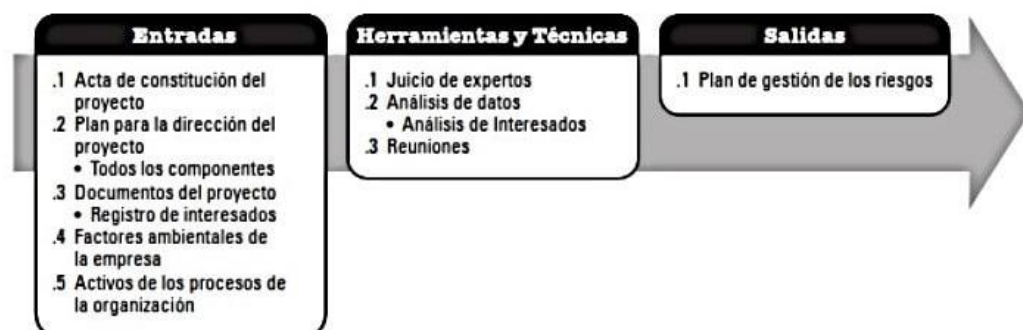 Entradas
.1 Acta de constitución del
proyecto
.2 Plan para la dirección del
proyecto
• Todos los componentes
.3 Documentos del proyecto
• Registro de interesados
.4 Factores ambientales de
la empresa
.5 Activos de los procesos de
la organización
Herramientas y Técnicas
.1 Juicio de expertos
.2 Análisis de datos
• Análisis de Interesados
.3 Reuniones
Salidas
.1 Plan de gestión de los riesgos